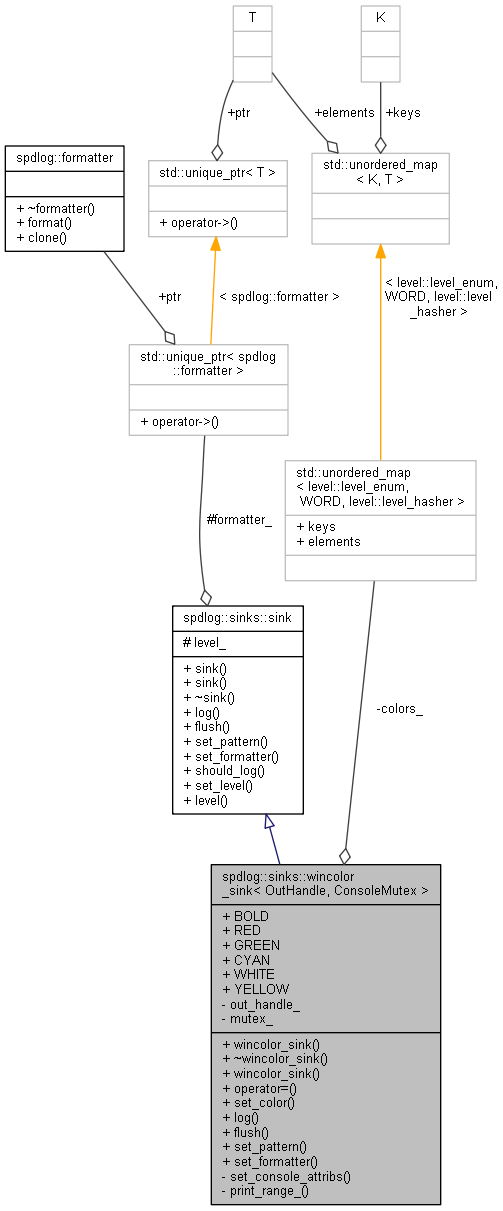 T
K
+ptr
+elements
+keys
spdlog::formatter
+ ~formatter()
+ format()
+ clone()
std::unique_ptr< T >
+ operator->()
std::unordered_map
< K, T >
+ptr
< spdlog::formatter >
< level::level_enum,
WORD, level::level
_hasher >
std::unique_ptr< spdlog
::formatter >
+ operator->()
std::unordered_map
< level::level_enum,
WORD, level::level_hasher >
+ keys
+ elements
#formatter_
spdlog::sinks::sink
# level_
+ sink()
+ sink()
+ ~sink()
+ log()
+ flush()
+ set_pattern()
+ set_formatter()
+ should_log()
+ set_level()
+ level()
-colors_
spdlog::sinks::wincolor
_sink< OutHandle, ConsoleMutex >
+ BOLD
+ RED
+ GREEN
+ CYAN
+ WHITE
+ YELLOW
- out_handle_
- mutex_
+ wincolor_sink()
+ ~wincolor_sink()
+ wincolor_sink()
+ operator=()
+ set_color()
+ log()
+ flush()
+ set_pattern()
+ set_formatter()
- set_console_attribs()
- print_range_()